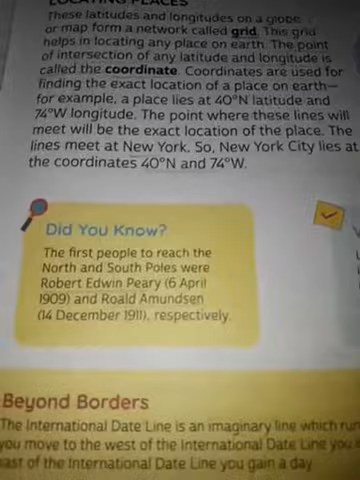 LOCATING PLACES
These latitudes and longitudes on a globe
or map form a network called grid. This grid
helps in locating any place on earth. The point
of intersection of any latitude and longitude is
called the coordinate. Coordinates are used for
finding the exact location of a place on earth—
for example, a place lies at 40°N latitude and
74°W longitude. The point where these lines will
meet will be the exact location of the place. The
lines meet at New York. So, New York City lies at
the coordinates 40°N and 74°W.
Did You Know?
The first people to reach the
North and South Poles were
Robert Edwin Peary (6 April
1909) and Roald Amundsen
(14 December 1911), respectively.
Beyond Borders
The International Date Line is an imaginary line which
you move to the west of the International Date Line you
east of the International Date Line you gain a day